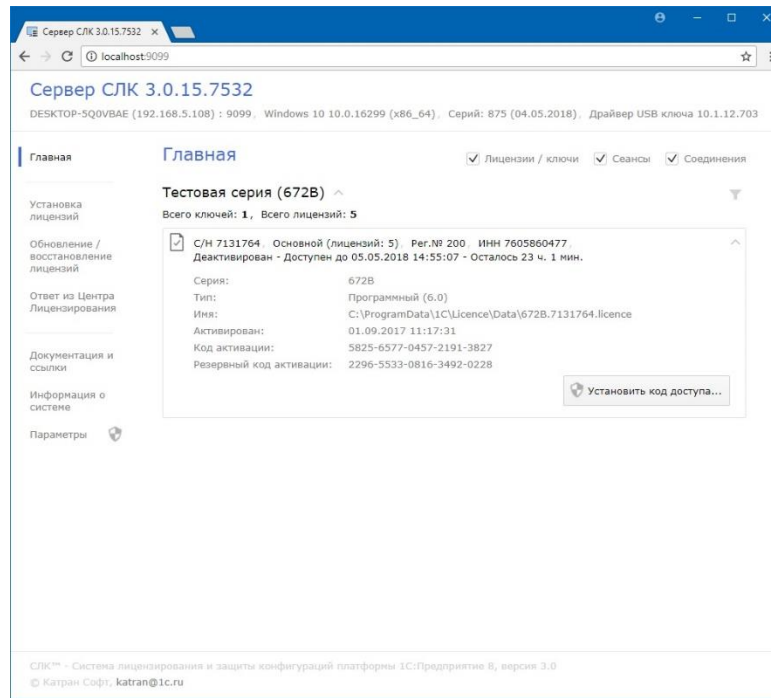 Сервер СЛК 3.0.15.7532
localhost:9099
Сервер СЛК 3.0.15.7532
DESKTOP-5Q0VBAE (192.168.5.108) : 9099, Windows 10 10.0.16299 (x86_64), Серий: 875 (04.05.2018), Драйвер USB ключа 10.1.12.703
Главная
Установка
лицензий
Обновление /
восстановление
лицензий
Ответ из Центра
Лицензирования
Документация и
ссылки
Информация о
системе
Параметры
Главная
Лицензии / ключи
Сеансы
Соединения
Тестовая серия (672B)
Всего ключей: 1, Всего лицензий: 5
С/Н 7131764, Основной (лицензий: 5), Рег.№ 200, ИНН 7605860477,
Деактивирован - Доступен до 05.05.2018 14:55:07 - Осталось 23 ч. 1 мин.
Серия: 672B
Тип: Программный (6.0)
Имя: C:\ProgramData\1C\Licence\Data\672B.7131764.licence
Активирован: 01.09.2017 11:17:31
Код активации: 5825-6577-0457-2191-3827
Резервный код активации: 2296-5533-0816-3492-0228
Установить код доступа...
СЛК™ - Система лицензирования и защиты конфигураций платформы 1С:Предприятие 8, версия 3.0
© Катран Софт, katran@1c.ru